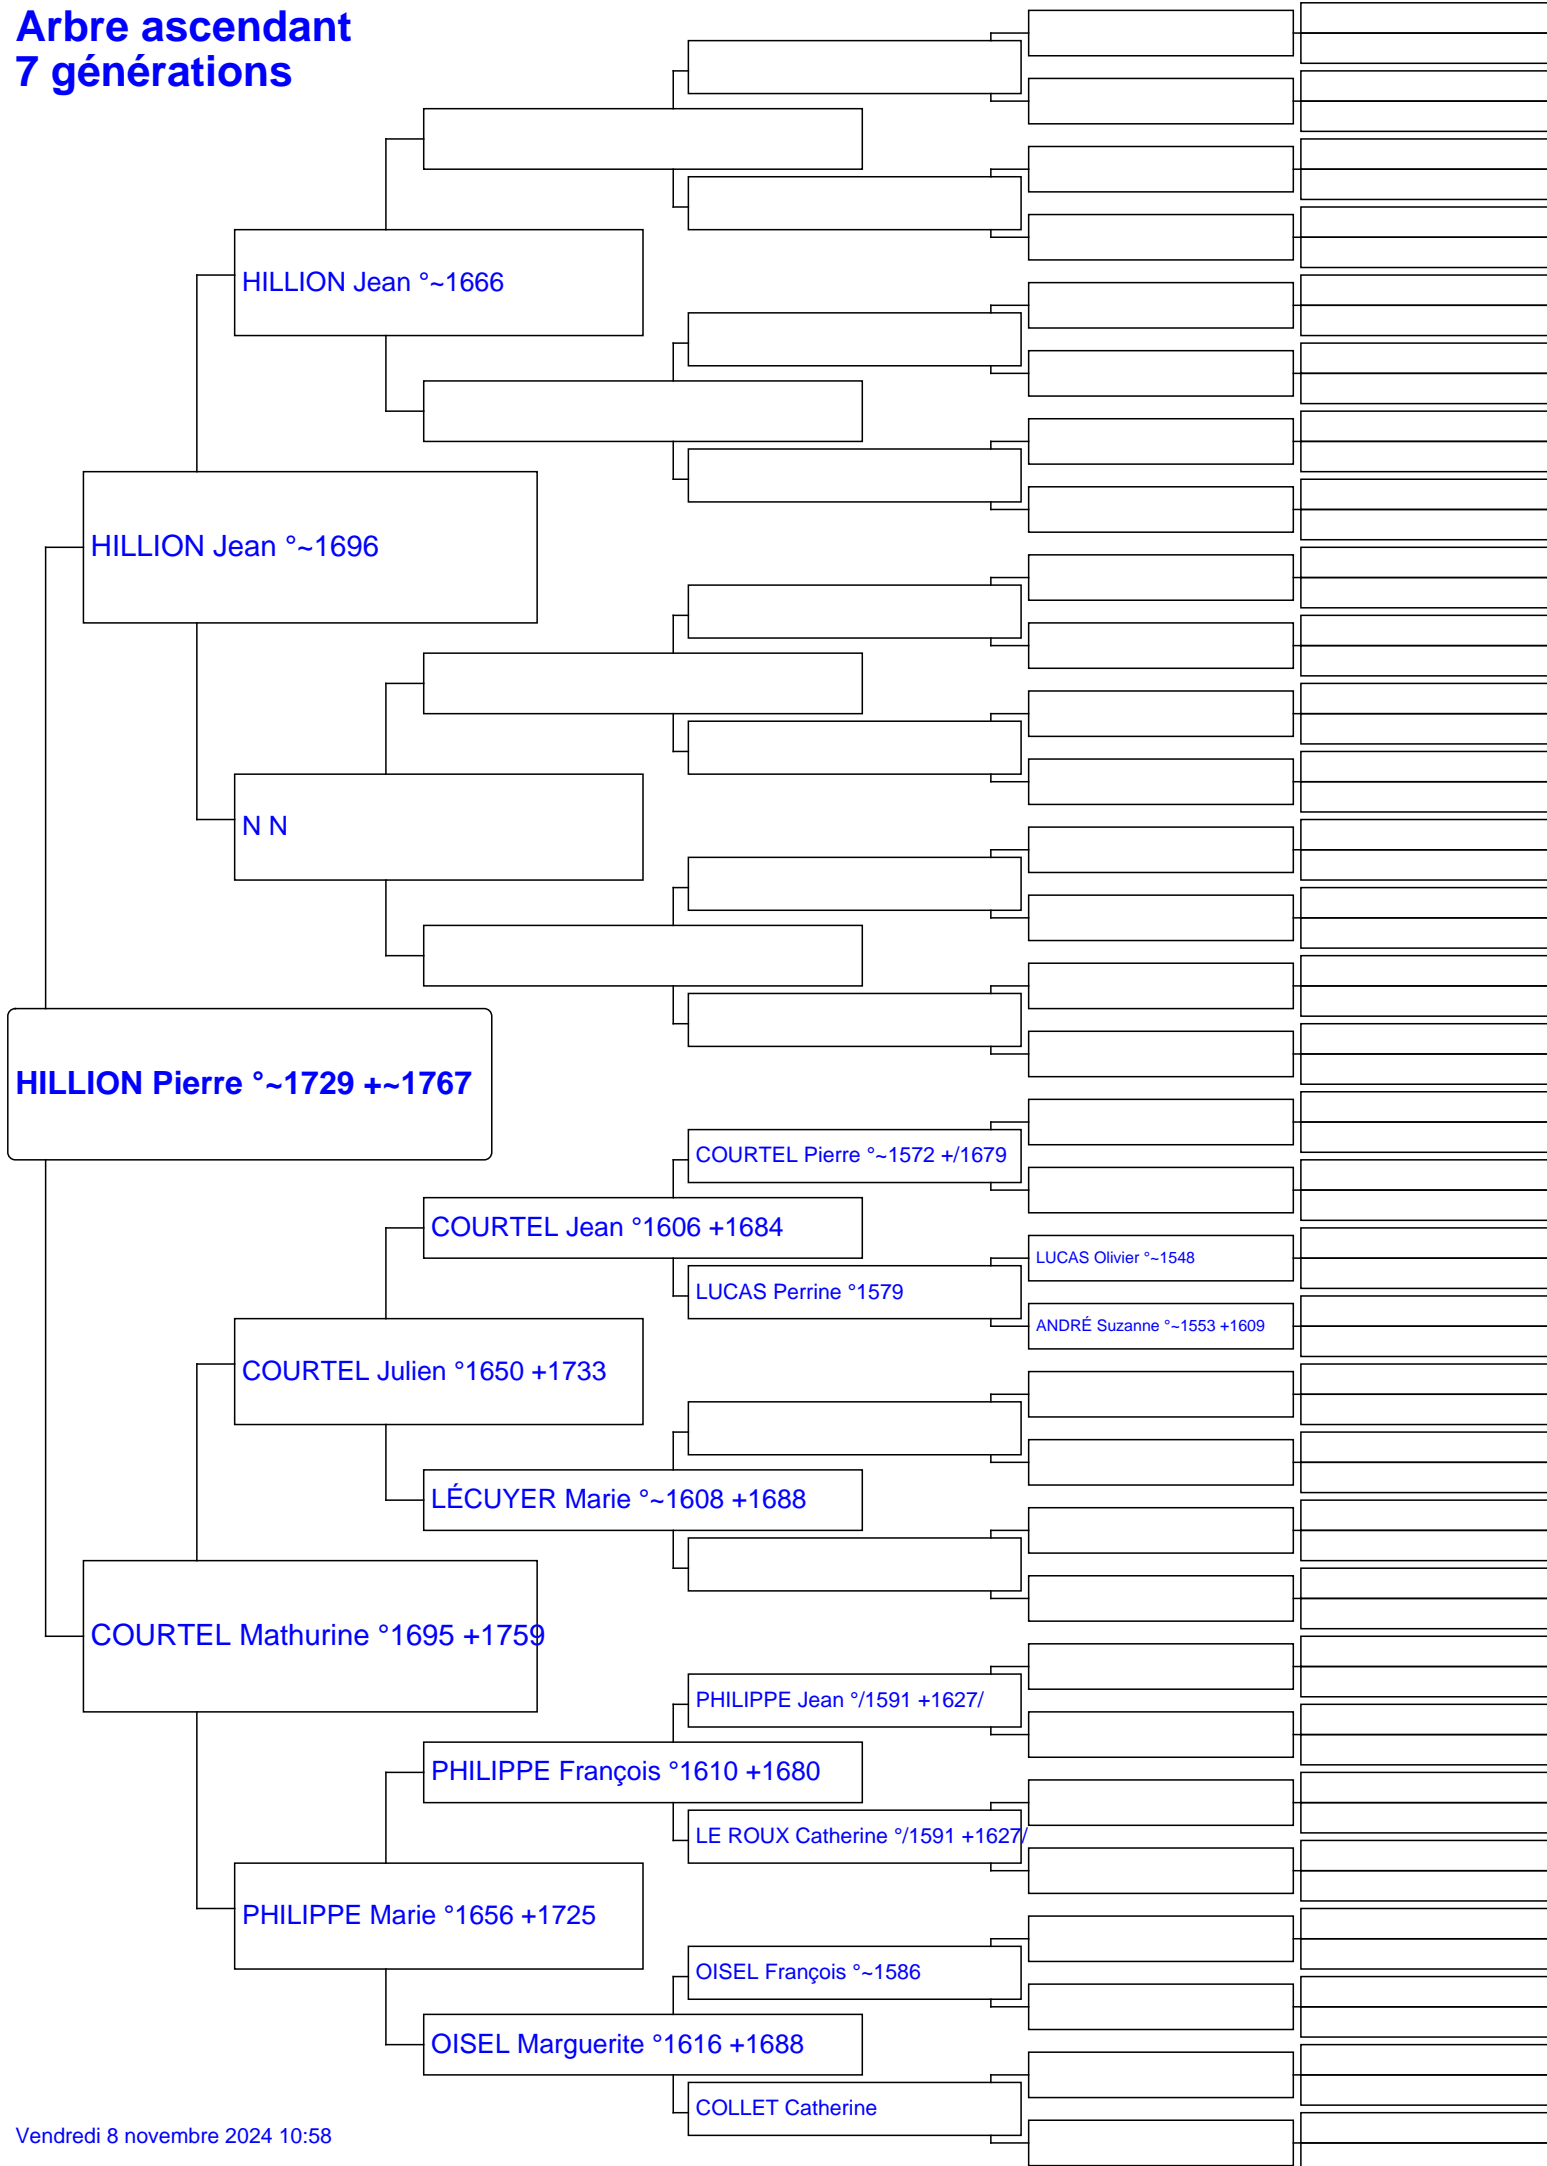 Arbre ascendant
7 générations
HILLION Jean °~1666
HILLION Jean °~1696
N N
HILLION Pierre °~1729 +~1767
COURTEL Pierre °~1572 +/1679
COURTEL Jean °1606 +1684
LUCAS Olivier °~1548
LUCAS Perrine °1579
ANDRÉ Suzanne °~1553 +1609
COURTEL Julien °1650 +1733
LÉCUYER Marie °~1608 +1688
COURTEL Mathurine °1695 +1759
PHILIPPE Jean °/1591 +1627/
PHILIPPE François °1610 +1680
LE ROUX Catherine °/1591 +1627/
PHILIPPE Marie °1656 +1725
OISEL François °~1586
OISEL Marguerite °1616 +1688
COLLET Catherine
Vendredi 8 novembre 2024 10:58